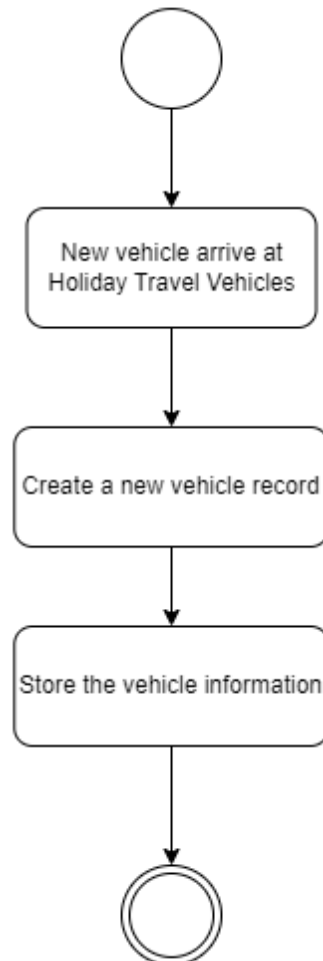 New vehicle arrive at
Holiday Travel Vehicles
Create a new vehicle record
Store the vehicle information